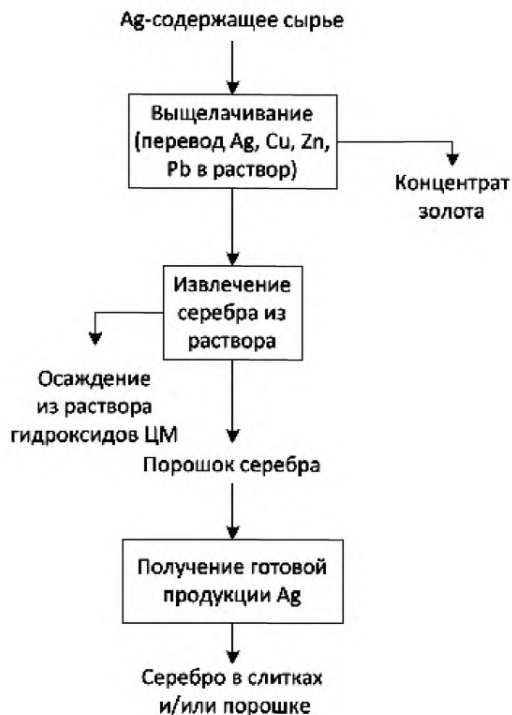 Ag-содержащее сырье
Выщелачивание
(перевод Ag, Cu, Zn,
Pb в раствор)
Концентрат
золота
Извлечение
серебра из
раствора
Осаждение
из раствора
гидроксидов ЦМ
Порошок серебра
Получение готовой
продукции Ag
Серебро в слитках
и/или порошке